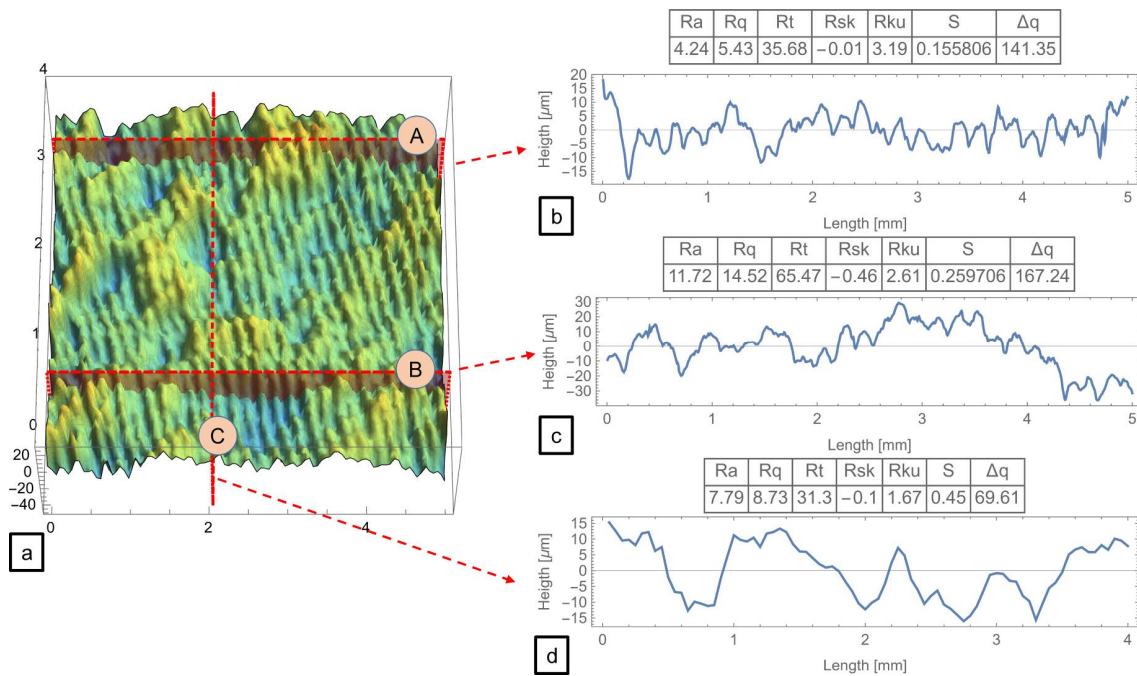 4
3
2
1
0
20
0
−20
−40
0
2
4
A
B
C
a
Ra Rq Rt Rsk Rku S Δq
4.24 5.43 35.68 −0.01 3.19 0.155806 141.35
Heigth [μm]
20
15
10
5
0
−5
−10
−15
0 1 2 3 4 5
Length [mm]
b
Ra Rq Rt Rsk Rku S Δq
11.72 14.52 65.47 −0.46 2.61 0.259706 167.24
Heigth [μm]
30
20
10
0
−10
−20
−30
0 1 2 3 4 5
Length [mm]
c
Ra Rq Rt Rsk Rku S Δq
7.79 8.73 31.3 −0.1 1.67 0.45 69.61
Heigth [μm]
15
10
5
0
−5
−10
−15
0 1 2 3 4
Length [mm]
d